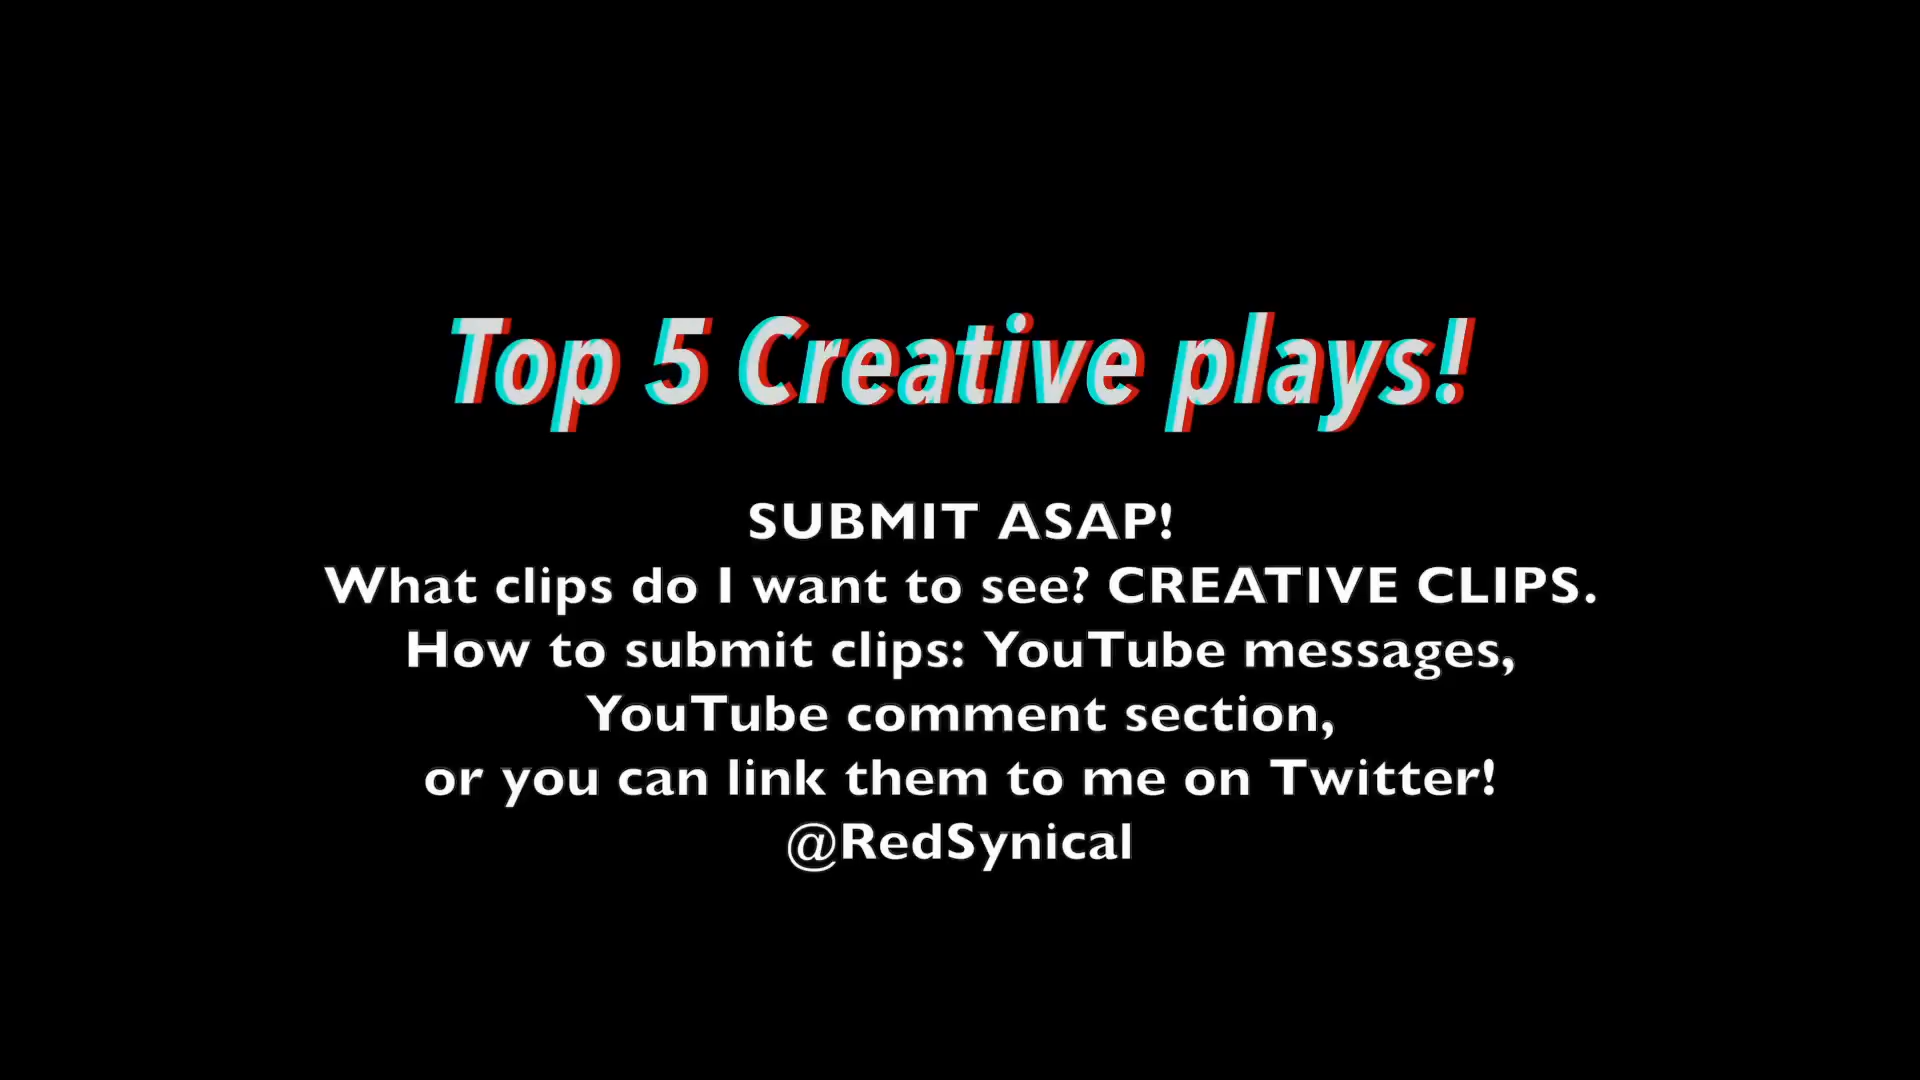 Top 5 Creative plays!
SUBMIT ASAP!
What clips do I want to see? CREATIVE CLIPS.
How to submit clips: YouTube messages,
YouTube comment section,
or you can link them to me on Twitter!
@RedSynical